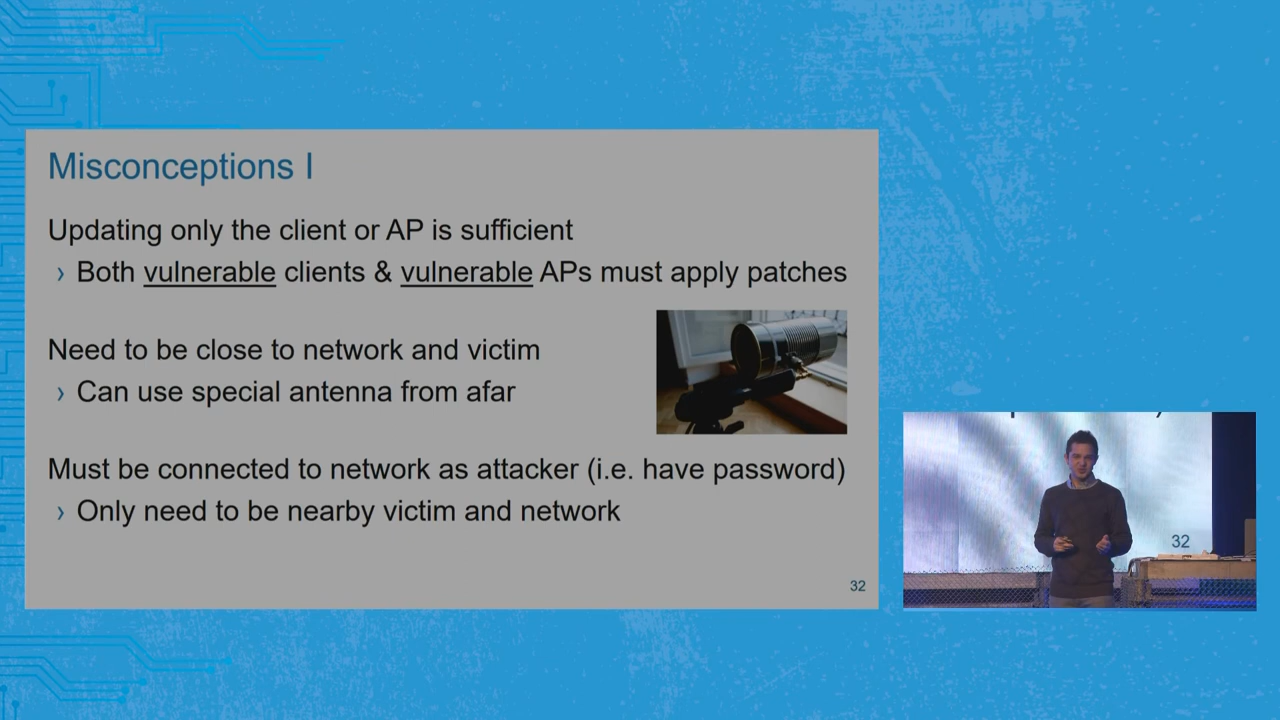 Misconceptions I
Updating only the client or AP is sufficient
› Both vulnerable clients & vulnerable APs must apply patches
Need to be close to network and victim
› Can use special antenna from afar
Must be connected to network as attacker (i.e. have password)
› Only need to be nearby victim and network
32
32